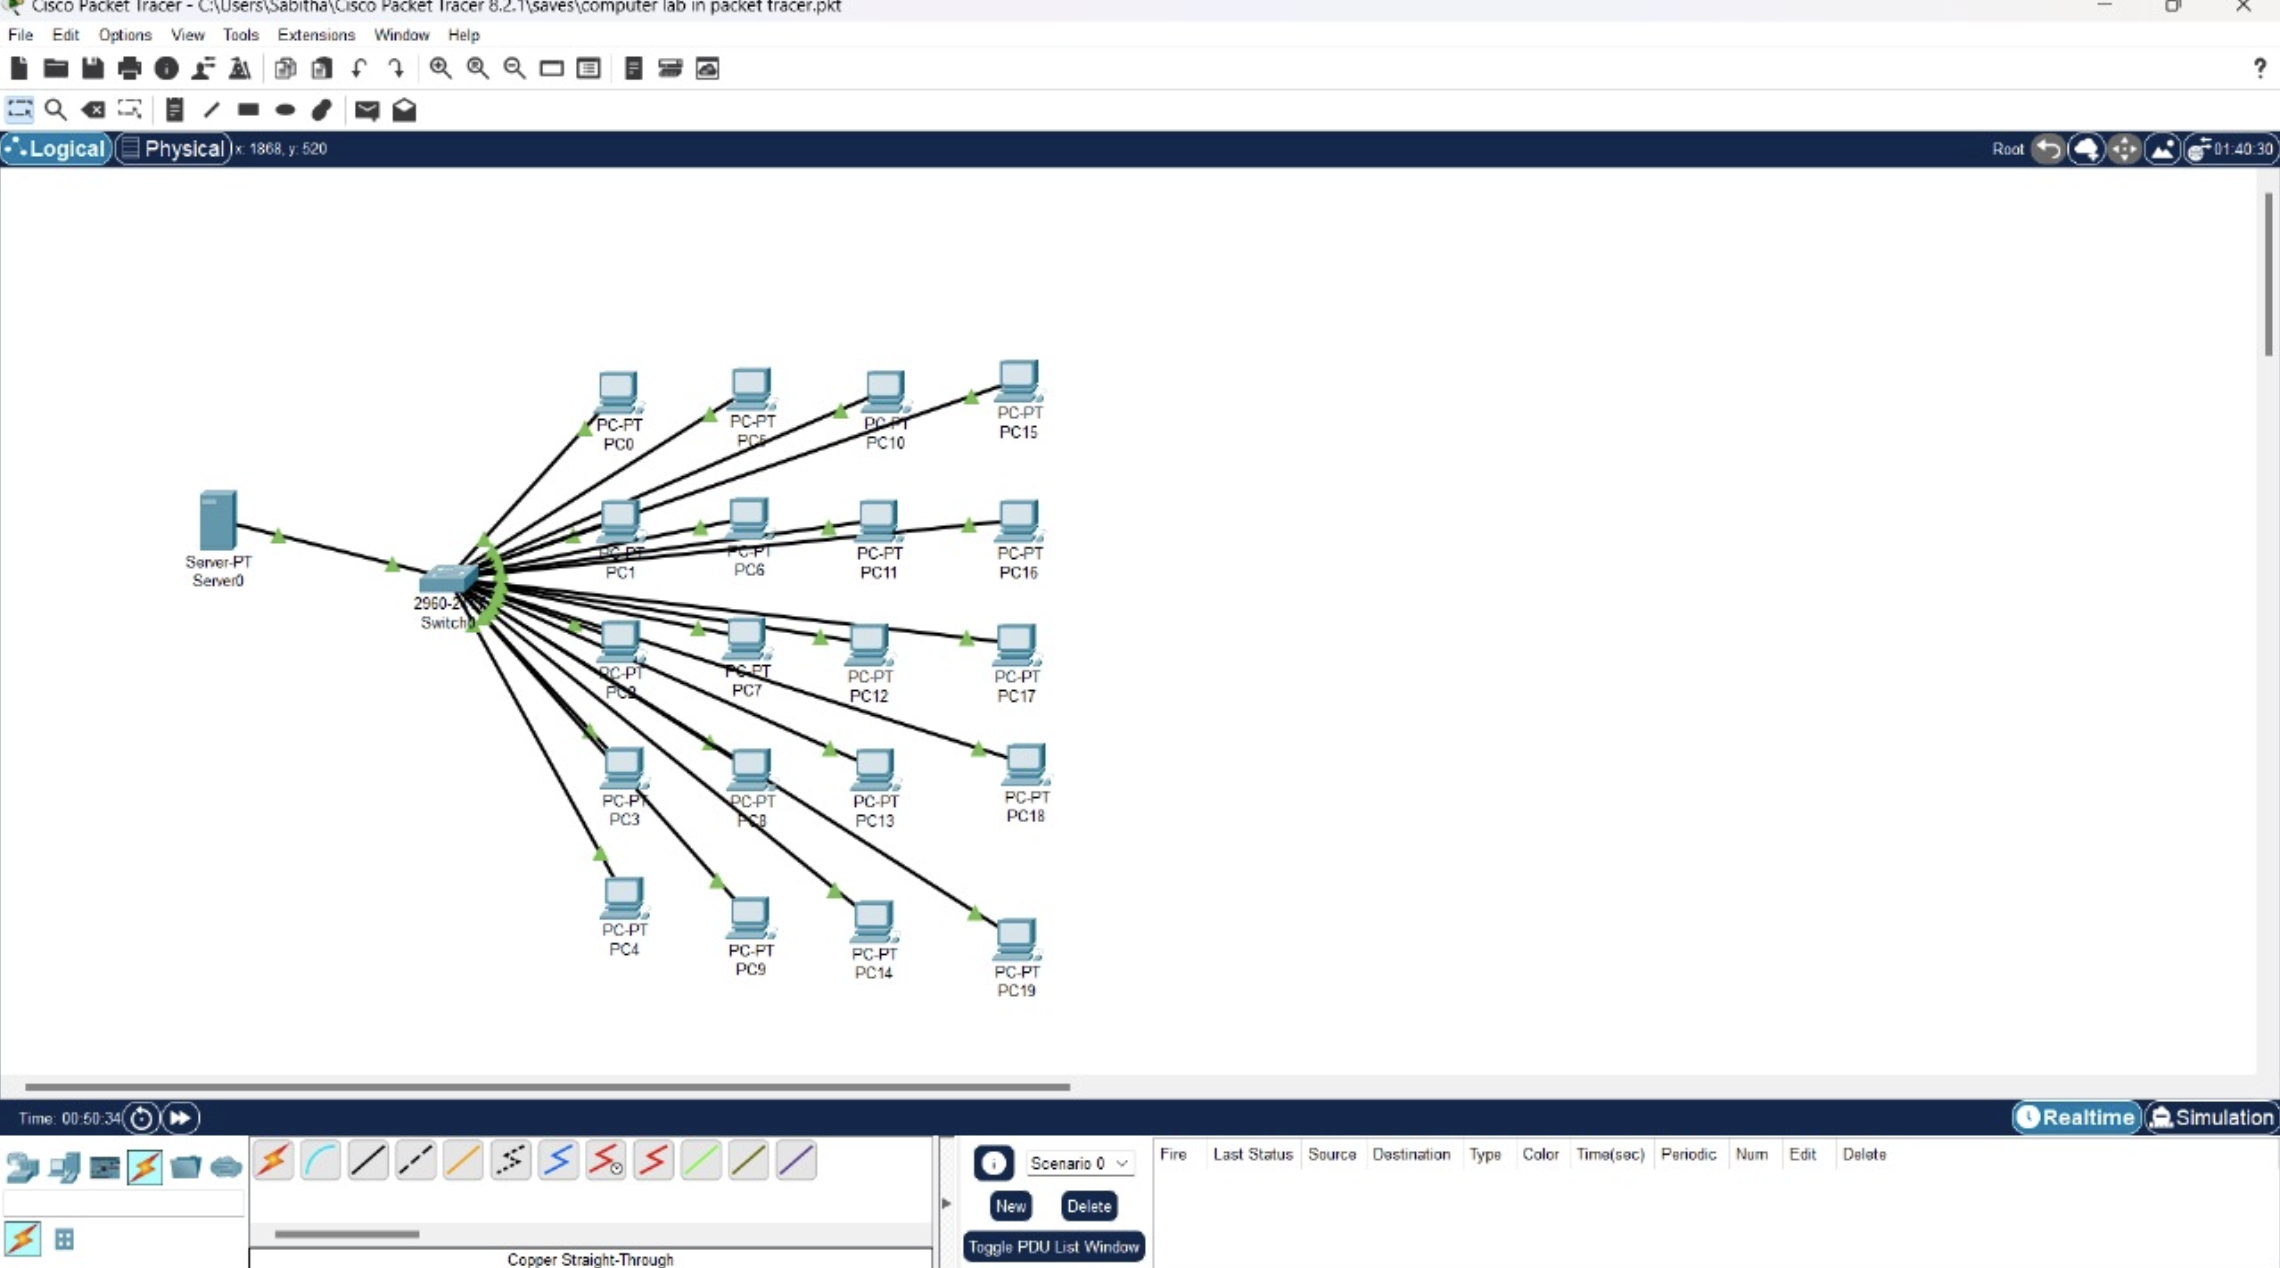 Cisco Packet Tracer - C:\Users\Sabitha\Cisco Packet Tracer 8.2.1\saves\computer lab in packet tracer.pkt
File Edit Options View Tools Extensions Window Help
?
Logical Physical x: 1868, y: 520 Root 01:40:30
PC-PT
PC0
PC-PT
PC5
PC-PT
PC10
PC-PT
PC15
Server-PT
Server0
PC-PT
PC1
PC-PT
PC6
PC-PT
PC11
PC-PT
PC16
Switch0
PC-PT
PC2
PC-PT
PC7
PC-PT
PC12
PC-PT
PC17
PC-PT
PC3
PC-PT
PC8
PC-PT
PC13
PC-PT
PC18
PC-PT
PC4
PC-PT
PC9
PC-PT
PC14
PC-PT
PC19
Time: 00:50:34 Realtime Simulation
Scenario 0
New Delete
Toggle PDU List Window
Fire Last Status Source Destination Type Color Time(sec) Periodic Num Edit Delete
Copper Straight-Through